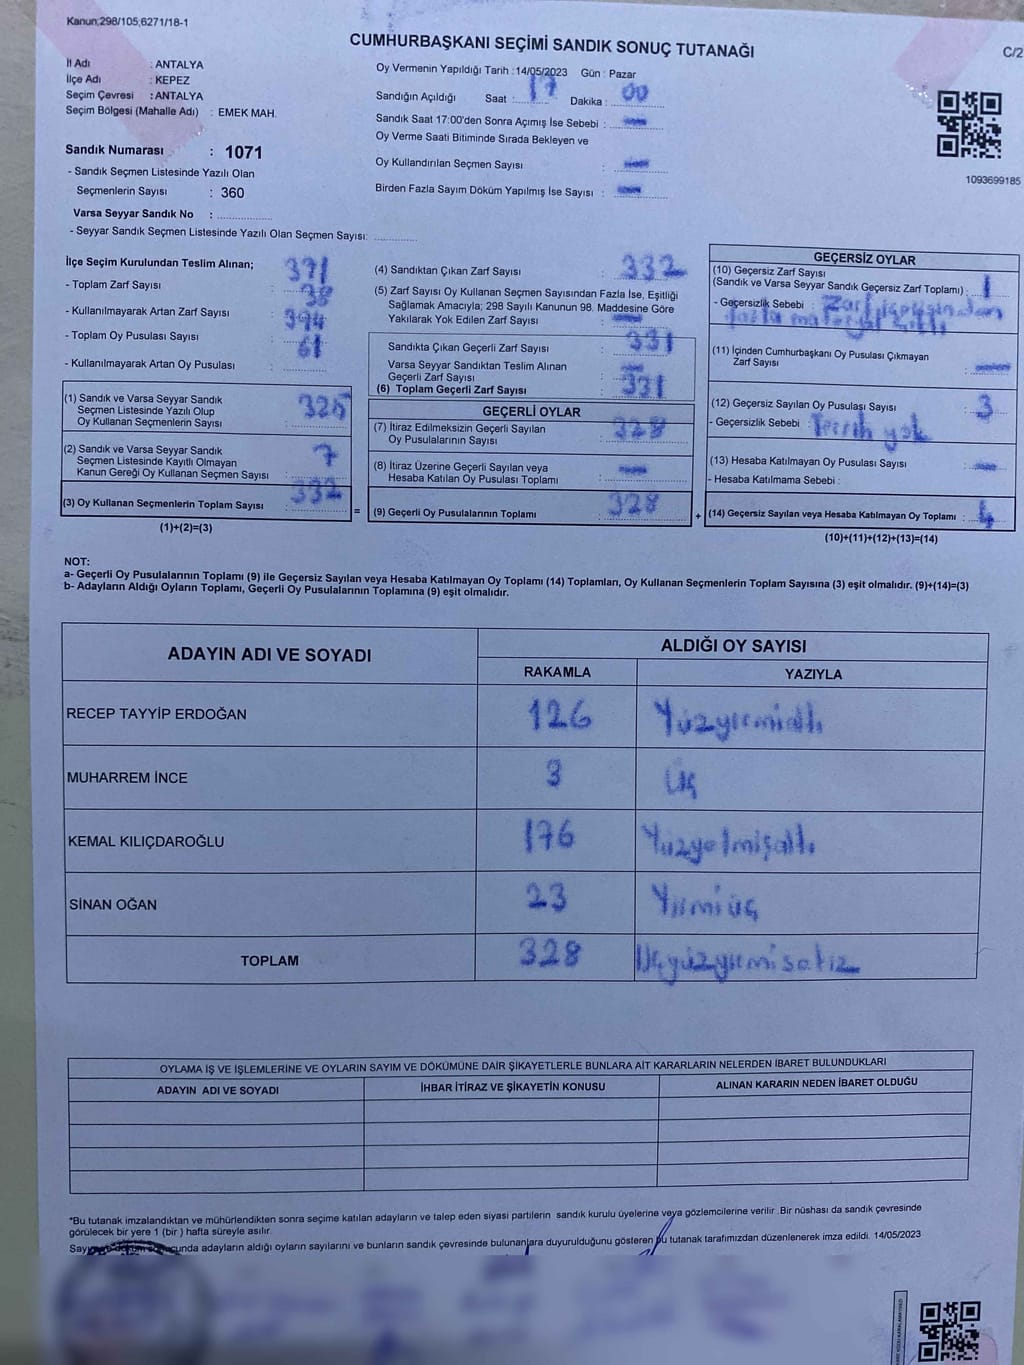 Kanun;298/105;6271/18-1
CUMHURBAŞKANI SEÇİMİ SANDIK SONUÇ TUTANAĞI
C/2
İl Adı : ANTALYA
İlçe Adı : KEPEZ
Seçim Çevresi : ANTALYA
Seçim Bölgesi (Mahalle Adı) : EMEK MAH.
Sandık Numarası : 1071
- Sandık Seçmen Listesinde Yazılı Olan
Seçmenlerin Sayısı : 360
Varsa Seyyar Sandık No :
- Seyyar Sandık Seçmen Listesinde Yazılı Olan Seçmen Sayısı:
Oy Vermenin Yapıldığı Tarih : 14/05/2023 Gün : Pazar
Sandığın Açıldığı Saat : 17 Dakika : 00
Sandık Saat 17:00'den Sonra Açımış İse Sebebi :
Oy Verme Saati Bitiminde Sırada Bekleyen ve
Oy Kullandırılan Seçmen Sayısı :
Birden Fazla Sayım Döküm Yapılmış İse Sayısı :
1093699185
İlçe Seçim Kurulundan Teslim Alınan;
- Toplam Zarf Sayısı : 371
- Kullanılmayarak Artan Zarf Sayısı : 38
- Toplam Oy Pusulası Sayısı : 394
- Kullanılmayarak Artan Oy Pusulası : 61
(1) Sandık ve Varsa Seyyar Sandık
Seçmen Listesinde Yazılı Olup
Oy Kullanan Seçmenlerin Sayısı : 325
(2) Sandık ve Varsa Seyyar Sandık
Seçmen Listesinde Kayıtlı Olmayan
Kanun Gereği Oy Kullanan Seçmen Sayısı : 7
(3) Oy Kullanan Seçmenlerin Toplam Sayısı : 332
(1)+(2)=(3)
(4) Sandıktan Çıkan Zarf Sayısı : 332
(5) Zarf Sayısı Oy Kullanan Seçmen Sayısından Fazla İse, Eşitliği
Sağlamak Amacıyla; 298 Sayılı Kanunun 98. Maddesine Göre
Yakılarak Yok Edilen Zarf Sayısı :
Sandıkta Çıkan Geçerli Zarf Sayısı : 331
Varsa Seyyar Sandıktan Teslim Alınan
Geçerli Zarf Sayısı :
(6) Toplam Geçerli Zarf Sayısı : 331
GEÇERLİ OYLAR
(7) İtiraz Edilmeksizin Geçerli Sayılan
Oy Pusulalarının Sayısı : 328
(8) İtiraz Üzerine Geçerli Sayılan veya
Hesaba Katılan Oy Pusulası Toplamı :
= (9) Geçerli Oy Pusulalarının Toplamı : 328 +
GEÇERSİZ OYLAR
(10) Geçersiz Zarf Sayısı
(Sandık ve Varsa Seyyar Sandık Geçersiz Zarf Toplamı) : 1
- Geçersizlik Sebebi : Zarf
fazla
(11) İçinden Cumhurbaşkanı Oy Pusulası Çıkmayan
Zarf Sayısı :
(12) Geçersiz Sayılan Oy Pusulası Sayısı : 3
- Geçersizlik Sebebi : Tercih yok
(13) Hesaba Katılmayan Oy Pusulası Sayısı :
- Hesaba Katılmama Sebebi :
(14) Geçersiz Sayılan veya Hesaba Katılmayan Oy Toplamı : 4
(10)+(11)+(12)+(13)=(14)
NOT:
a- Geçerli Oy Pusulalarının Toplamı (9) ile Geçersiz Sayılan veya Hesaba Katılmayan Oy Toplamı (14) Toplamları, Oy Kullanan Seçmenlerin Toplam Sayısına (3) eşit olmalıdır. (9)+(14)=(3)
b- Adayların Aldığı Oyların Toplamı, Geçerli Oy Pusulalarının Toplamına (9) eşit olmalıdır.
ADAYIN ADI VE SOYADI
ALDIĞI OY SAYISI
RAKAMLA YAZIYLA
RECEP TAYYİP ERDOĞAN 126 Yüzyirmialtı
MUHARREM İNCE 3 Üç
KEMAL KILIÇDAROĞLU 176 Yüzyetmişaltı
SİNAN OĞAN 23 Yirmiüç
TOPLAM 328 Üçyüzyirmisekiz
OYLAMA İŞ VE İŞLEMLERİNE VE OYLARIN SAYIM VE DÖKÜMÜNE DAİR ŞİKAYETLERLE BUNLARA AİT KARARLARIN NELERDEN İBARET BULUNDUKLARI
ADAYIN ADI VE SOYADI İHBAR İTİRAZ VE ŞİKAYETİN KONUSU ALINAN KARARIN NEDEN İBARET OLDUĞU
*Bu tutanak imzalandıktan ve mühürlendikten sonra seçime katılan adayların ve talep eden siyasi partilerin sandık kurulu üyelerine veya gözlemcilerine verilir .Bir nüshası da sandık çevresinde
görülecek bir yere 1 (bir ) hafta süreyle asılır.
adayların aldığı oyların sayılarını ve bunların sandık çevresinde bulunanlara duyurulduğunu gösteren bu tutanak tarafımızdan düzenlenerek imza edildi. 14/05/2023